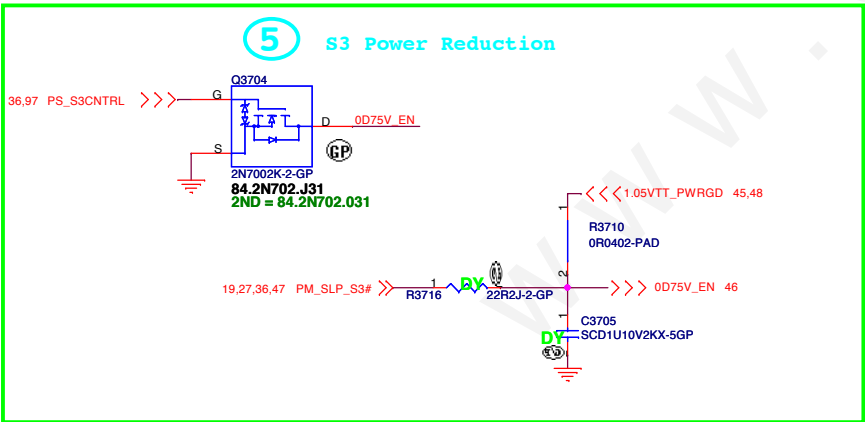 5 S3 Power Reduction
Q3704
36,97 PS_S3CNTRL
G
D
0D75V_EN
GP
S
2N7002K-2-GP
84.2N702.J31
2ND = 84.2N702.031
1.05VTT_PWRGD 45,48
1
R3710
0R0402-PAD
2
19,27,36,47 PM_SLP_S3#
1
DY
R3716
22R2J-2-GP
0D75V_EN 46
1
C3705
DY
SCD1U10V2KX-5GP
w w .